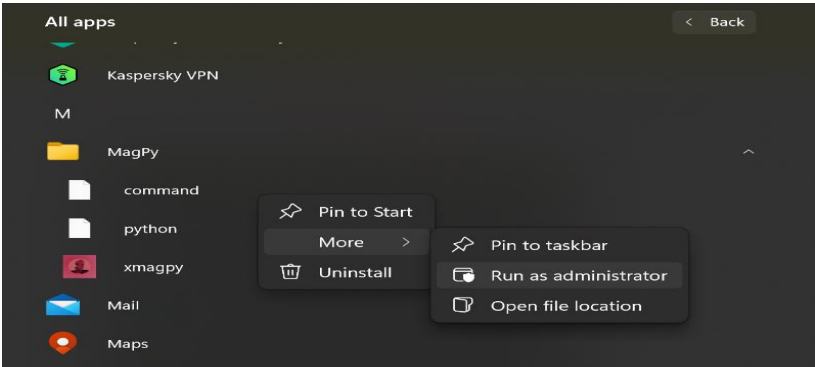 All apps
< Back
Kaspersky VPN
M
MagPy
command
python
xmagpy
Mail
Maps
Pin to Start
More >
Uninstall
Pin to taskbar
Run as administrator
Open file location